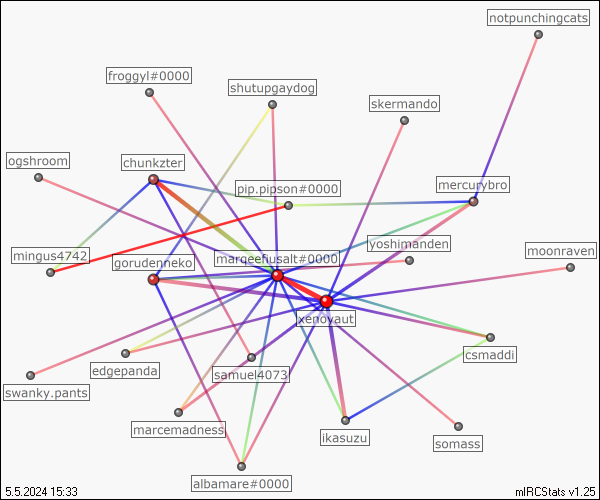 notpunchingcats
froggyl#0000
shutupgaydog
skermando
ogshroom
chunkzter
pip.pipson#0000
mercurybro
yoshimanden
mingus4742
gorudenneko
marqeefusalt#0000
moonraven
xenoyaut
csmaddi
edgepanda
samuel4073
swanky.pants
marcemadness
ikasuzu
somass
albamare#0000
5.5.2024 15:33
mIRCStats v1.25